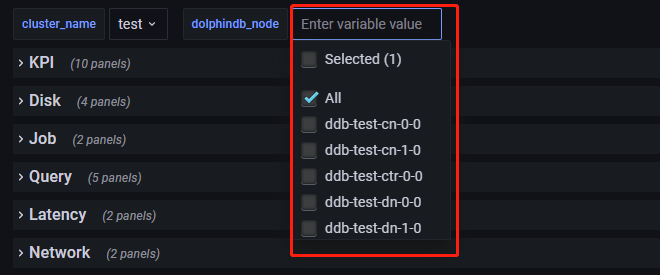 cluster_name test dolphindb_node Enter variable value
KPI (10 panels)
Selected (1)
Disk (4 panels)
All
ddb-test-cn-0-0
Job (2 panels)
ddb-test-cn-1-0
Query (5 panels)
ddb-test-ctr-0-0
ddb-test-dn-0-0
Latency (2 panels)
ddb-test-dn-1-0
Network (2 panels)